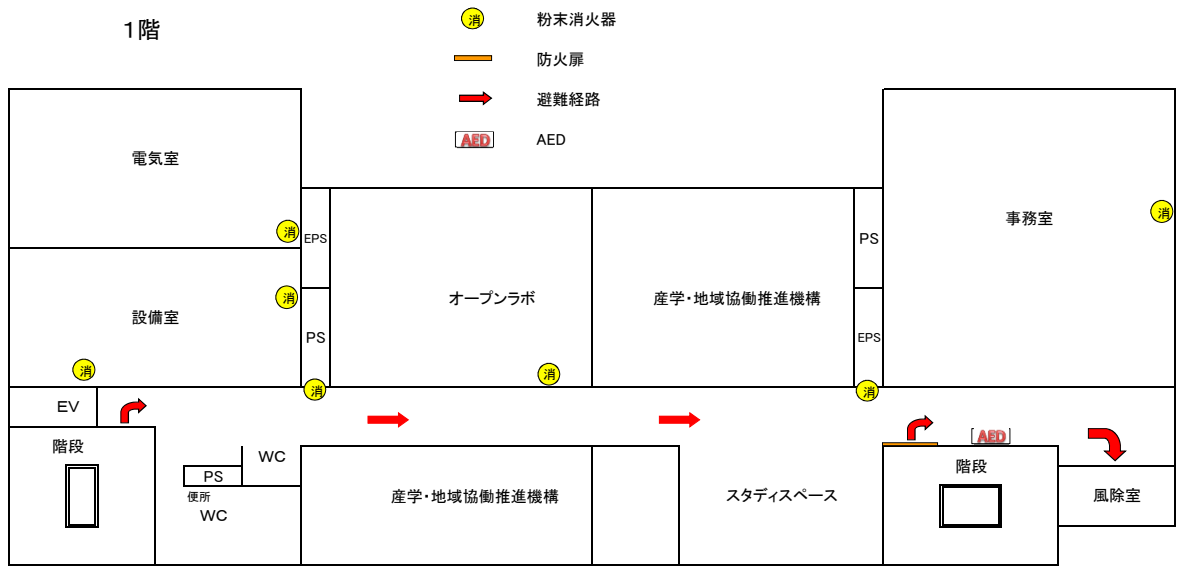 1階
消 粉末消火器
防火扉
避難経路
AED AED
電気室
事務室
消
消
EPS
PS
消
オープンラボ
産学・地域協働推進機構
設備室
PS
EPS
消
消
消
消
EV
階段
WC
AED
階段
PS
便所
WC
産学・地域協働推進機構
スタディスペース
風除室